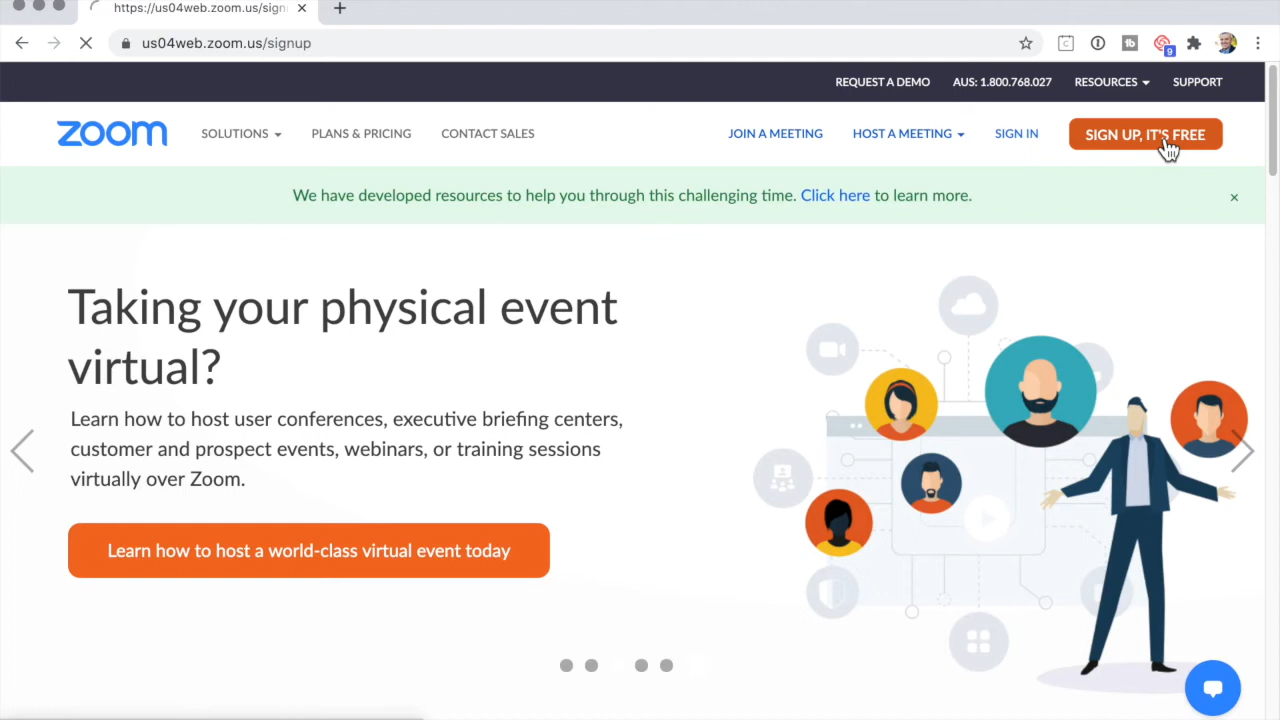 https://us04web.zoom.us/sign
us04web.zoom.us/signup
9
REQUEST A DEMO AUS: 1.800.768.027 RESOURCES SUPPORT
zoom SOLUTIONS PLANS & PRICING CONTACT SALES JOIN A MEETING HOST A MEETING SIGN IN SIGN UP, IT'S FREE
We have developed resources to help you through this challenging time. Click here to learn more.
Taking your physical event
virtual?
Learn how to host user conferences, executive briefing centers,
customer and prospect events, webinars, or training sessions
virtually over Zoom.
Learn how to host a world-class virtual event today